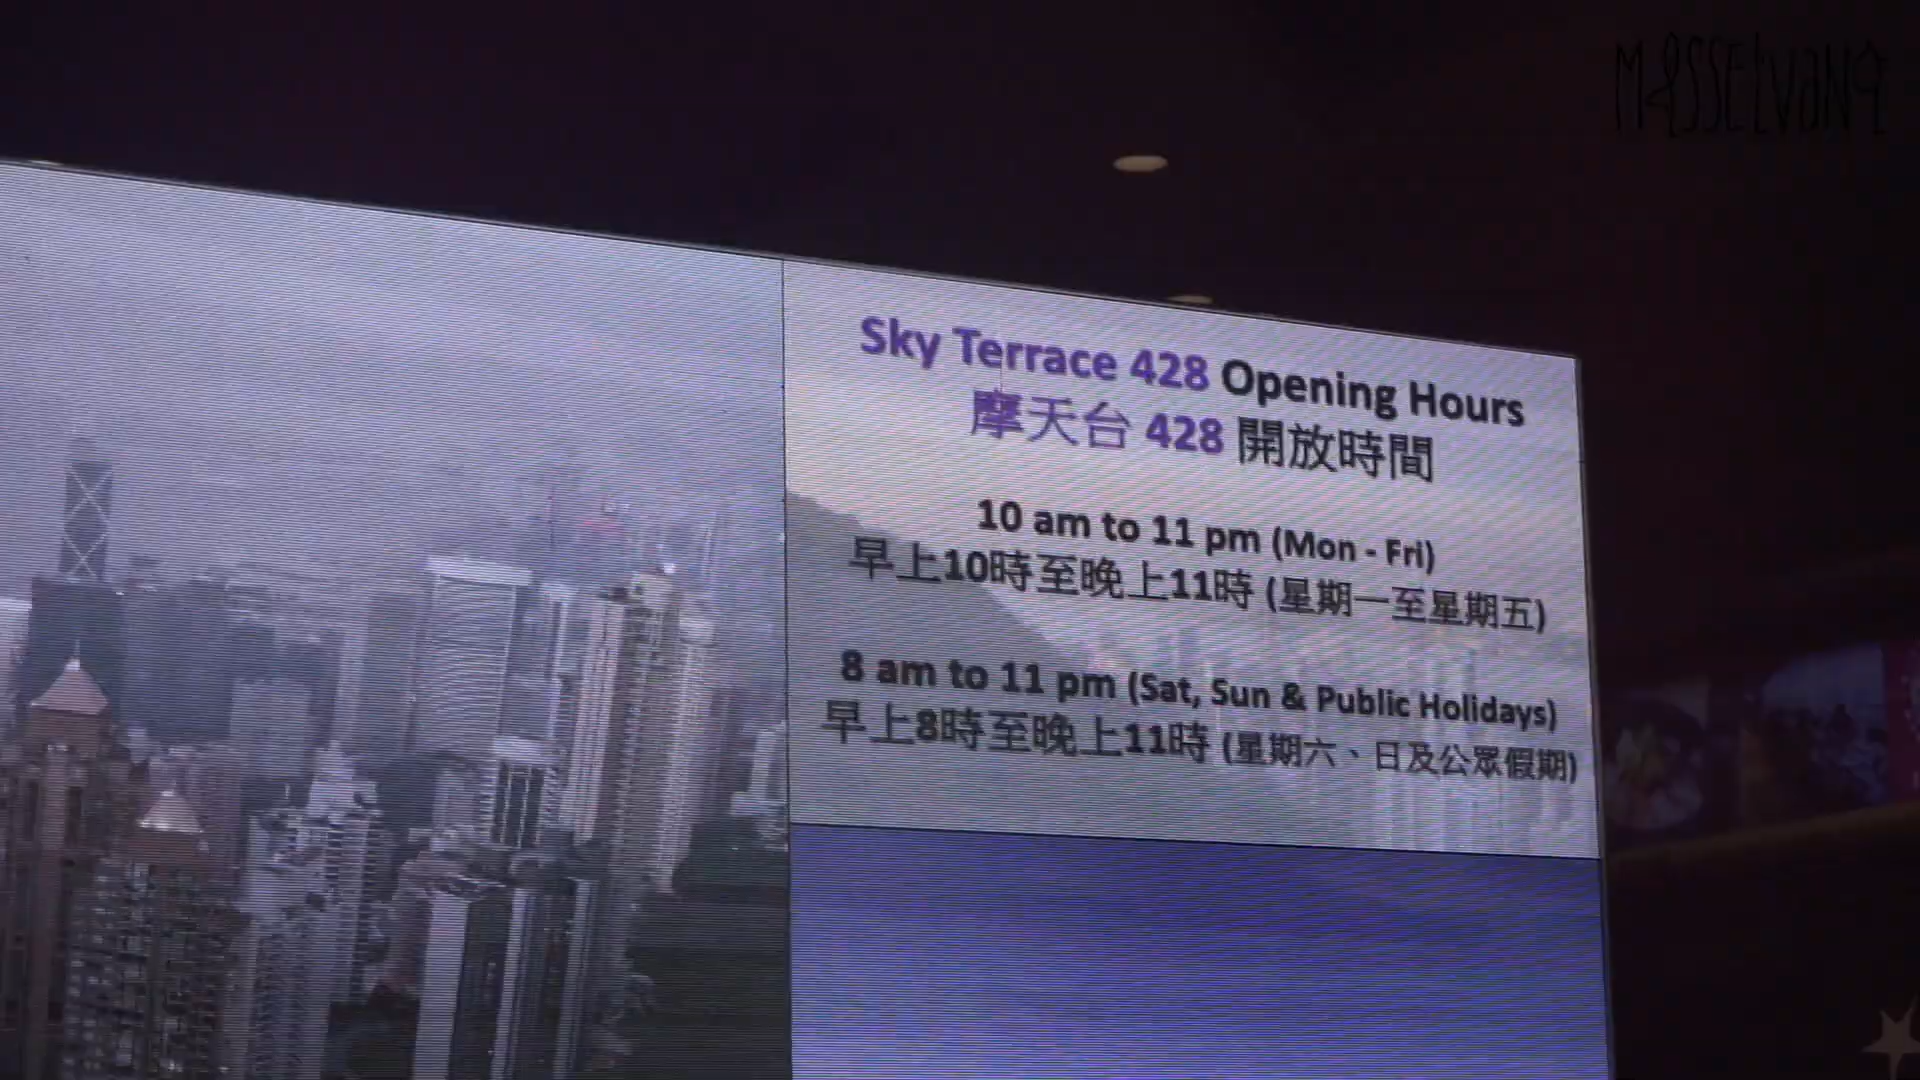 MASSELVANA
Sky Terrace 428 Opening Hours
摩天台 428 開放時間
10 am to 11 pm (Mon - Fri)
早上10時至晚上11時 (星期一至星期五)
8 am to 11 pm (Sat, Sun & Public Holidays)
早上8時至晚上11時 (星期六、日及公眾假期)